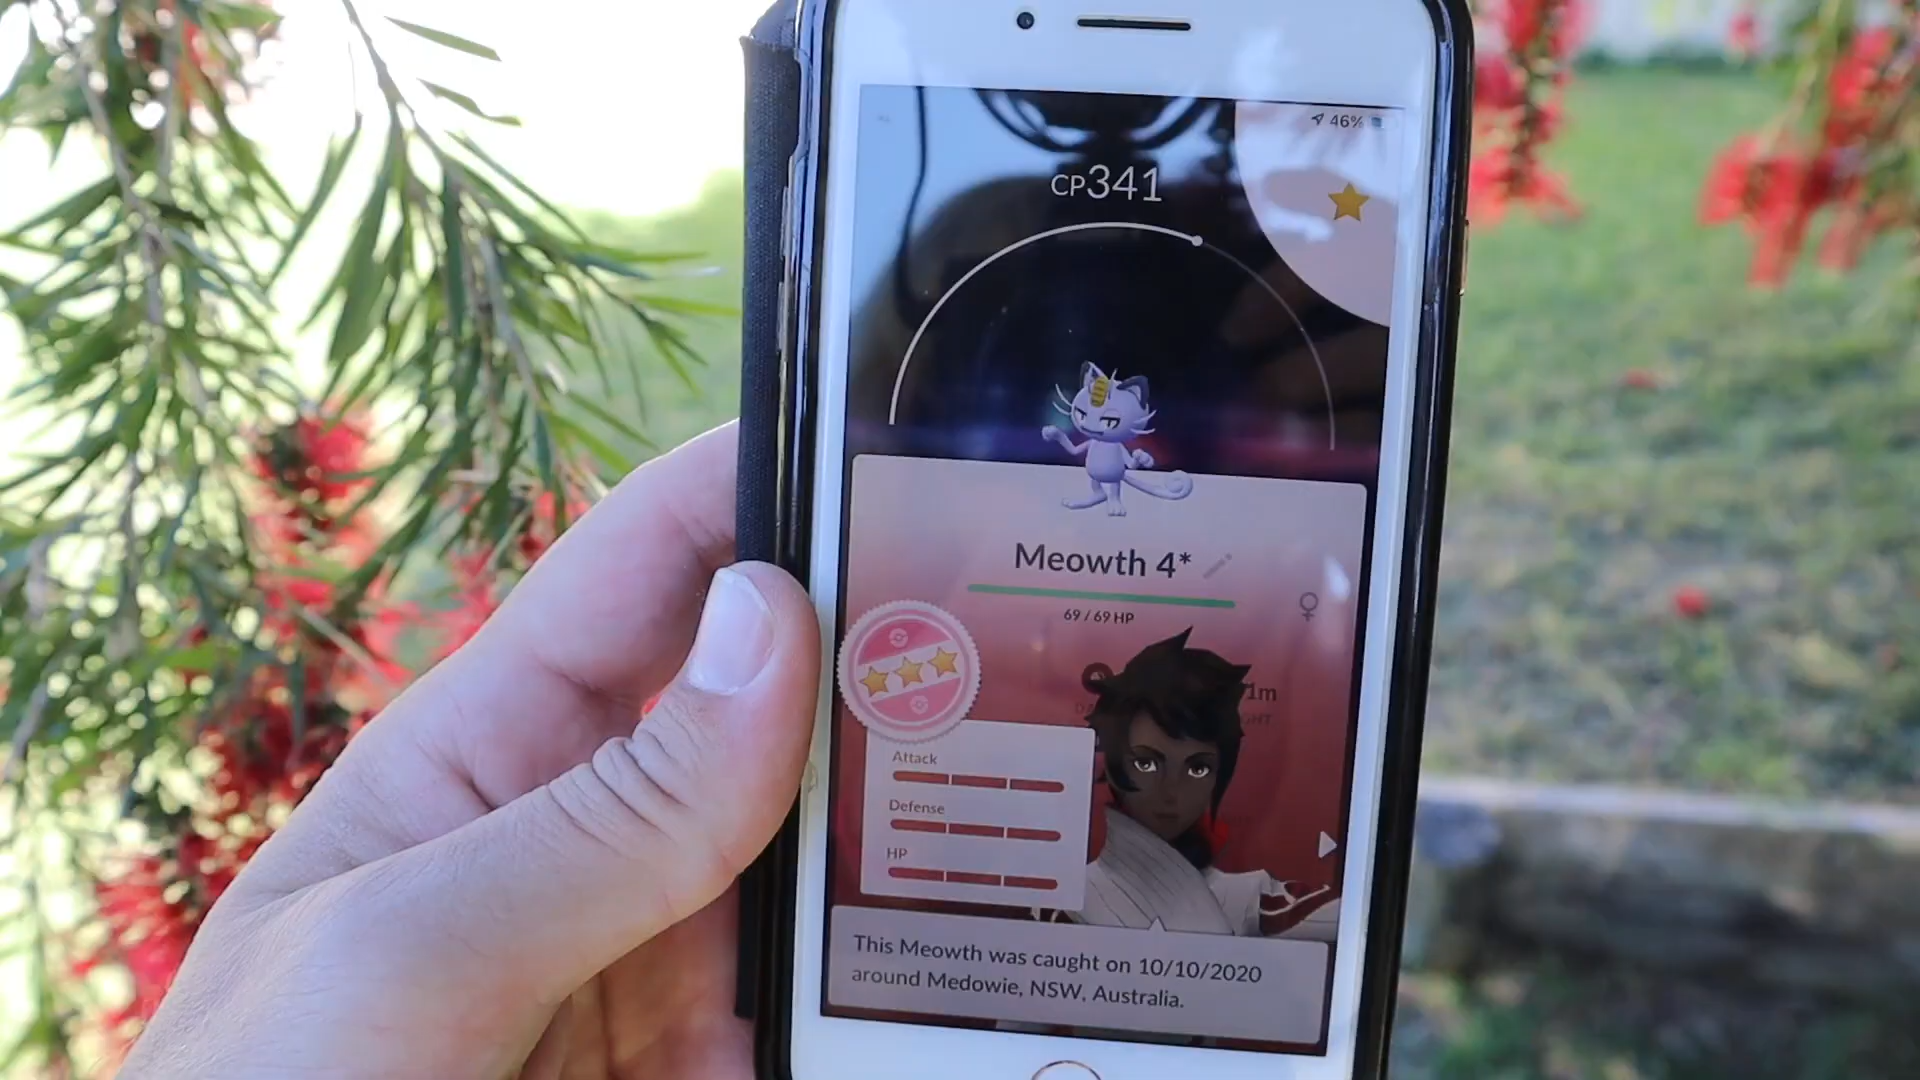 46%
CP341
Meowth 4*
69 / 69 HP
1m
Attack
Defense
HP
This Meowth was caught on 10/10/2020
around Medowie, NSW, Australia.